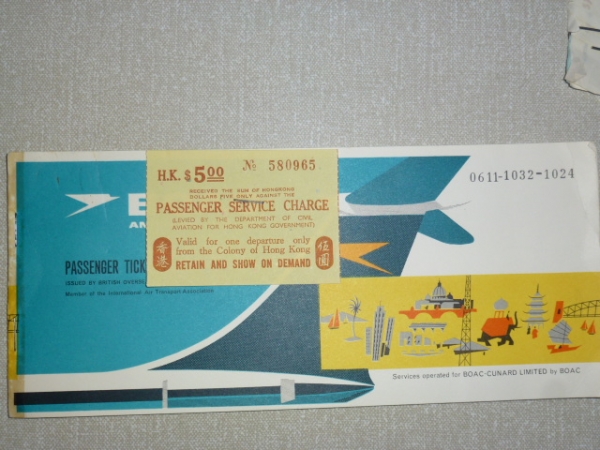 H.K. $5.00 No 580965
RECEIVED THE SUM OF HONGKONG
DOLLARS FIVE ONLY AGAINST THE
PASSENGER SERVICE CHARGE
(LEVIED BY THE DEPARTMENT OF CIVIL
AVIATION FOR HONG KONG GOVERNMENT)
香港
Valid for one departure only
from the Colony of Hong Kong
RETAIN AND SHOW ON DEMAND
伍圓
0611-1032-1024
B
AN
PASSENGER TICK
ISSUED BY BRITISH OVERSE
Member of the International Air Transport Association
Services operated for BOAC-CUNARD LIMITED by BOAC